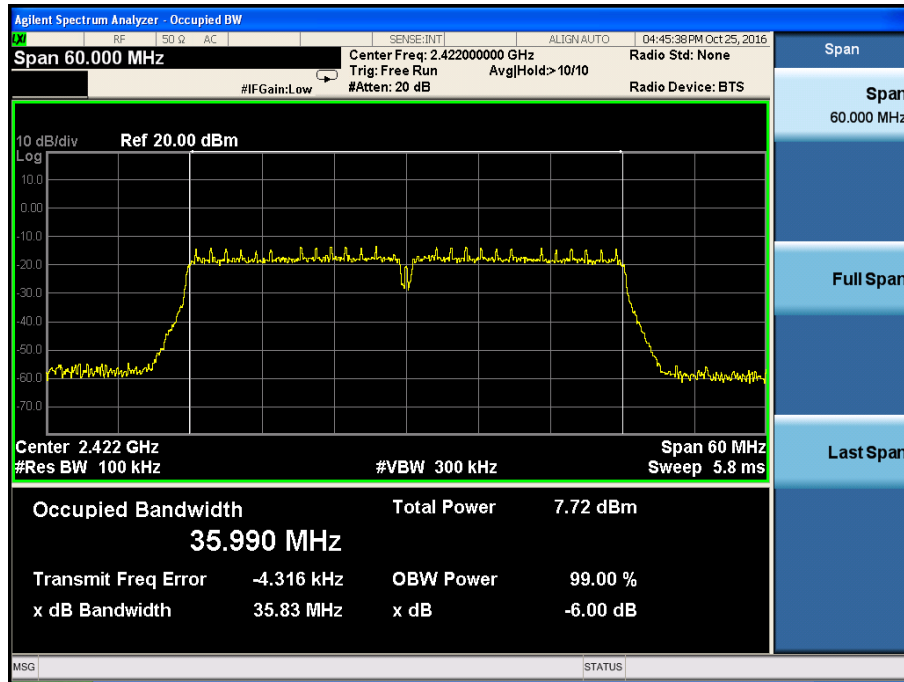 Agilent Spectrum Analyzer - Occupied BW
LXI RF 50 Ω AC SENSE:INT ALIGN AUTO 04:45:38 PM Oct 25, 2016
Span 60.000 MHz
Center Freq: 2.422000000 GHz
Radio Std: None
Trig: Free Run Avg|Hold:> 10/10
#IFGain:Low
#Atten: 20 dB
Radio Device: BTS
10 dB/div Ref 20.00 dBm
Log
10.0
0.00
-10.0
-20.0
-30.0
-40.0
-50.0
-60.0
-70.0
Center 2.422 GHz
Span 60 MHz
#Res BW 100 kHz
#VBW 300 kHz
Sweep 5.8 ms
Occupied Bandwidth
35.990 MHz
Total Power 7.72 dBm
Transmit Freq Error -4.316 kHz
OBW Power 99.00 %
x dB Bandwidth 35.83 MHz
x dB -6.00 dB
Span
Span
60.000 MHz
Full Span
Last Span
MSG
STATUS